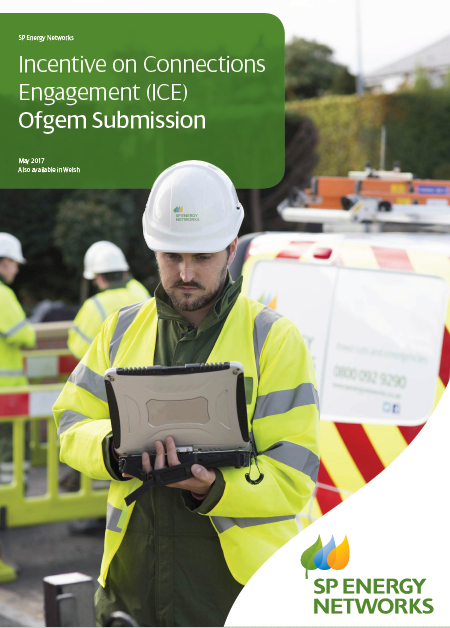 SP Energy Networks
Incentive on Connections
Engagement (ICE)
Ofgem Submission
May 2017
Also available in Welsh
SP ENERGY
NETWORKS
0800 092 9290
SP ENERGY
NETWORKS